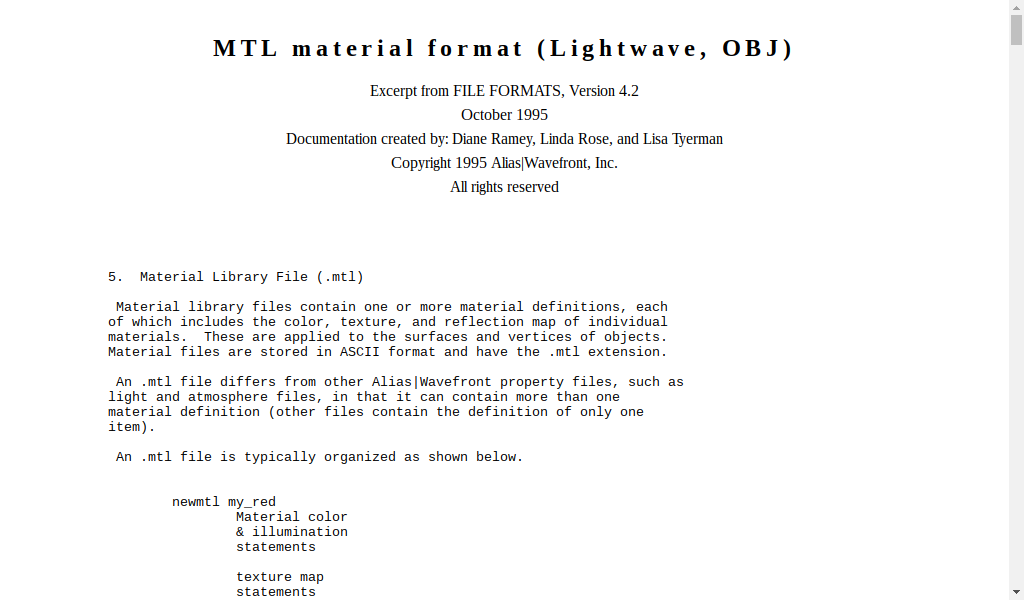 MTL material format (Lightwave, OBJ)
Excerpt from FILE FORMATS, Version 4.2
October 1995
Documentation created by: Diane Ramey, Linda Rose, and Lisa Tyerman
Copyright 1995 Alias|Wavefront, Inc.
All rights reserved
5.  Material Library File (.mtl)
Material library files contain one or more material definitions, each
of which includes the color, texture, and reflection map of individual
materials.  These are applied to the surfaces and vertices of objects.
Material files are stored in ASCII format and have the .mtl extension.
An .mtl file differs from other Alias|Wavefront property files, such as
light and atmosphere files, in that it can contain more than one
material definition (other files contain the definition of only one
item).
An .mtl file is typically organized as shown below.
newmtl my_red
Material color
& illumination
statements
texture map
statements